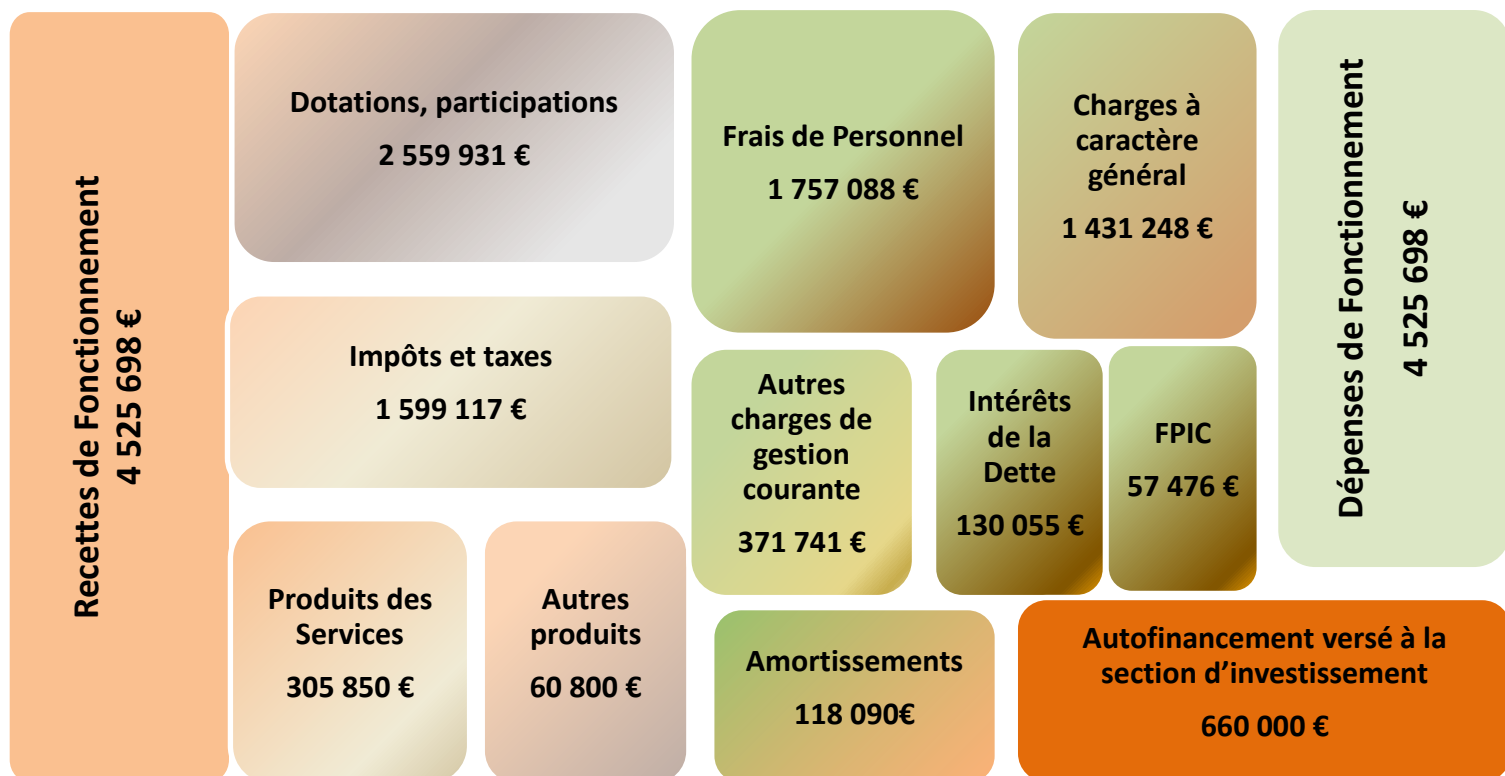 Recettes de Fonctionnement
4 525 698 €
Dotations, participations
2 559 931 €
Impôts et taxes
1 599 117 €
Produits des
Services
305 850 €
Autres
produits
60 800 €
Frais de Personnel
1 757 088 €
Charges à
caractère
général
1 431 248 €
Autres
charges de
gestion
courante
371 741 €
Intérêts
de la
Dette
130 055 €
FPIC
57 476 €
Amortissements
118 090€
Autofinancement versé à la
section d’investissement
660 000 €
Dépenses de Fonctionnement
4 525 698 €